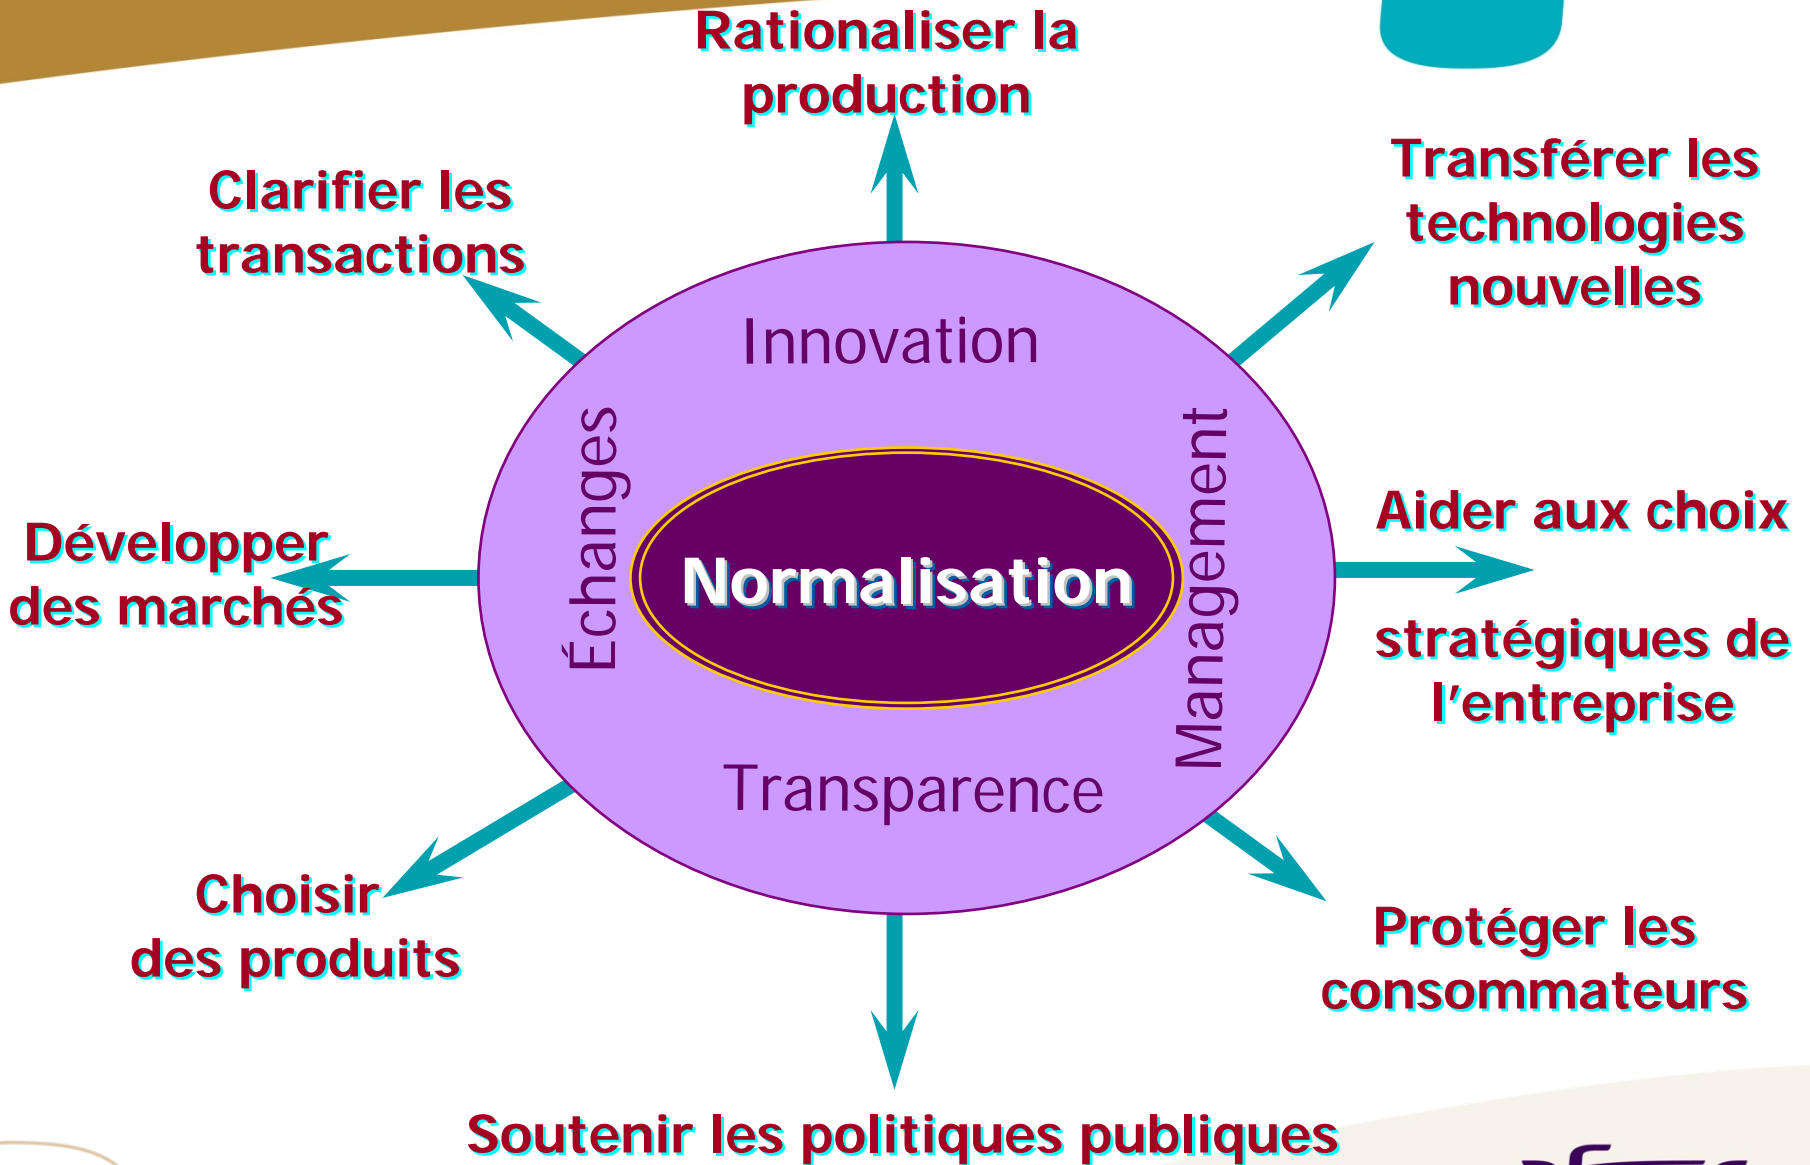 Rationaliser la
production
Transférer les
technologies
nouvelles
Clarifier les
transactions
Innovation
Échanges
Management
Normalisation
Aider aux choix
stratégiques de
l'entreprise
Développer
des marchés
Transparence
Choisir
des produits
Protéger les
consommateurs
Soutenir les politiques publiques